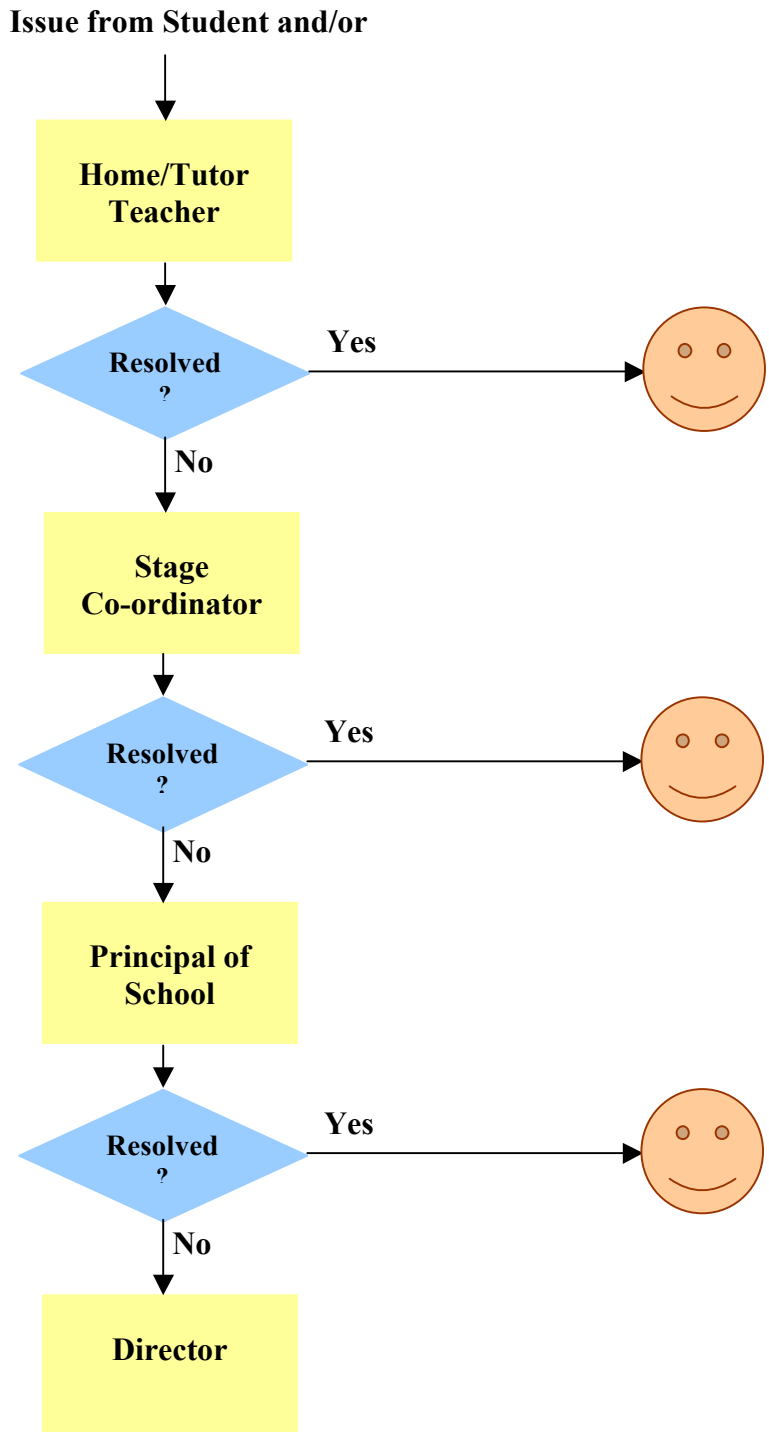 Issue from Student and/or
Home/Tutor
Teacher
Resolved
?
Yes
No
Stage
Co-ordinator
Resolved
?
Yes
No
Principal of
School
Resolved
?
Yes
No
Director